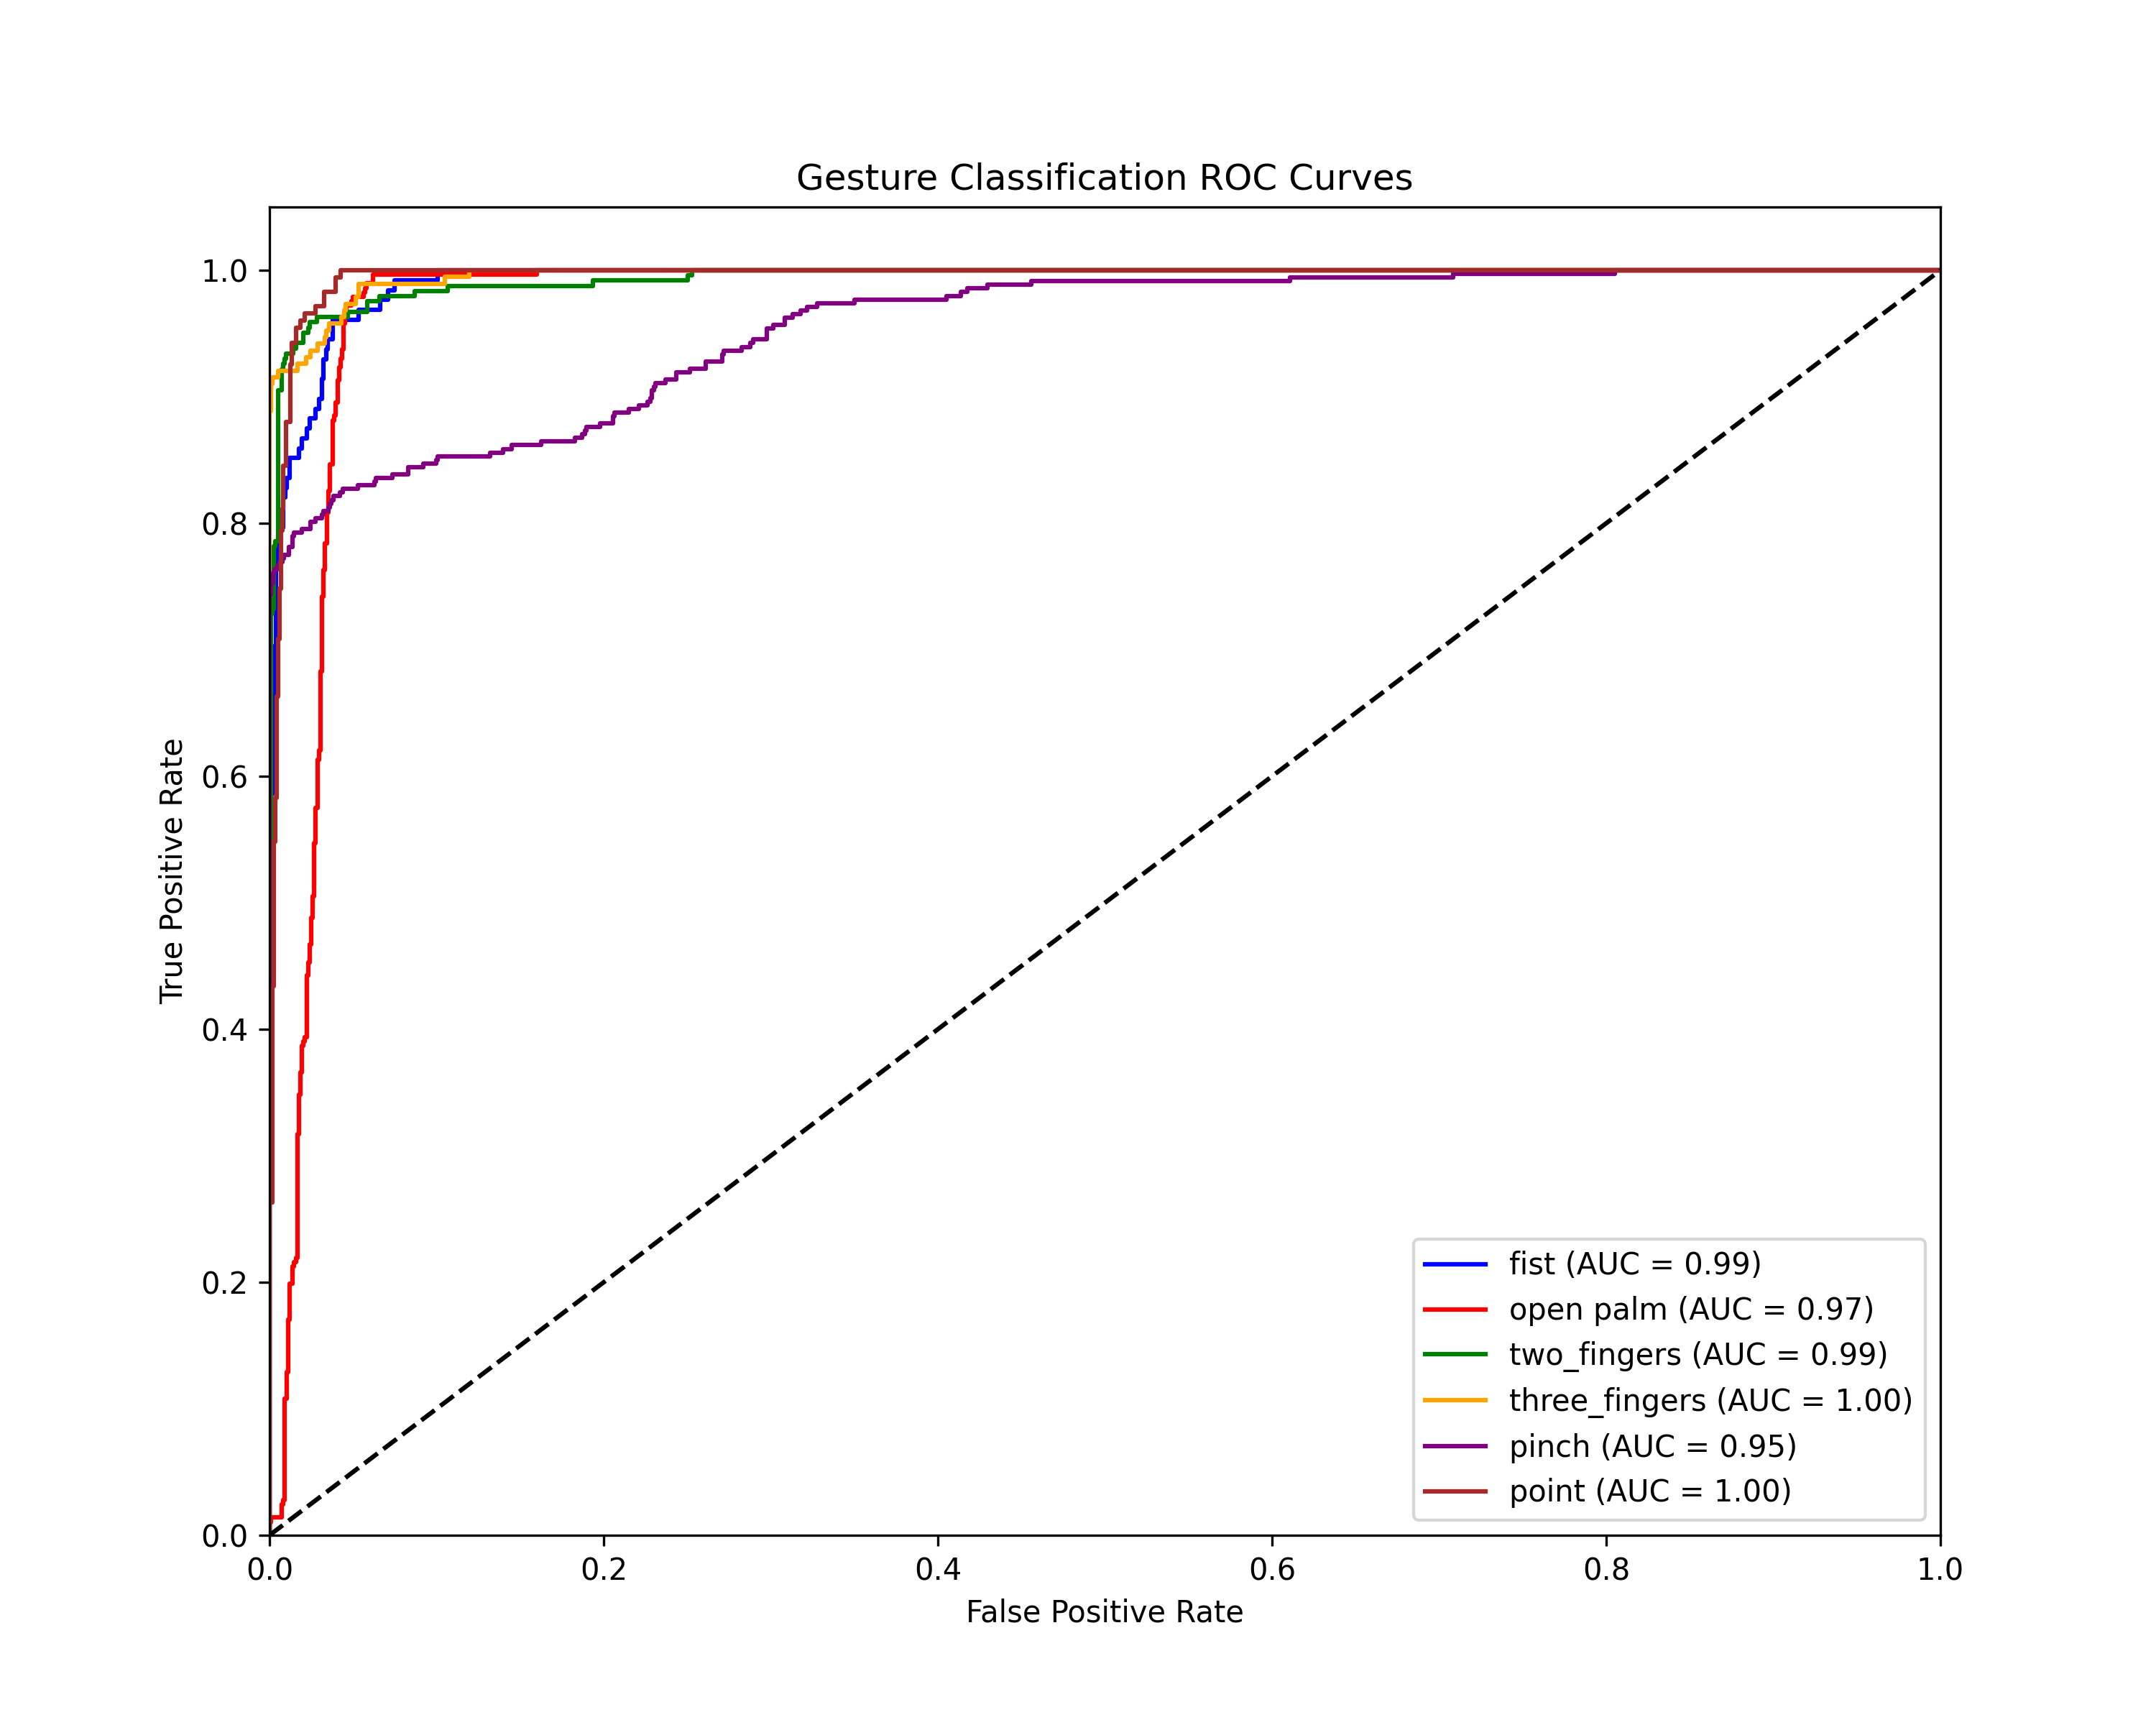 Gesture Classification ROC Curves
True Positive Rate
1.0
0.8
0.6
0.4
0.2
0.0
0.0 0.2 0.4 0.6 0.8 1.0
False Positive Rate
fist (AUC = 0.99)
open palm (AUC = 0.97)
two_fingers (AUC = 0.99)
three_fingers (AUC = 1.00)
pinch (AUC = 0.95)
point (AUC = 1.00)